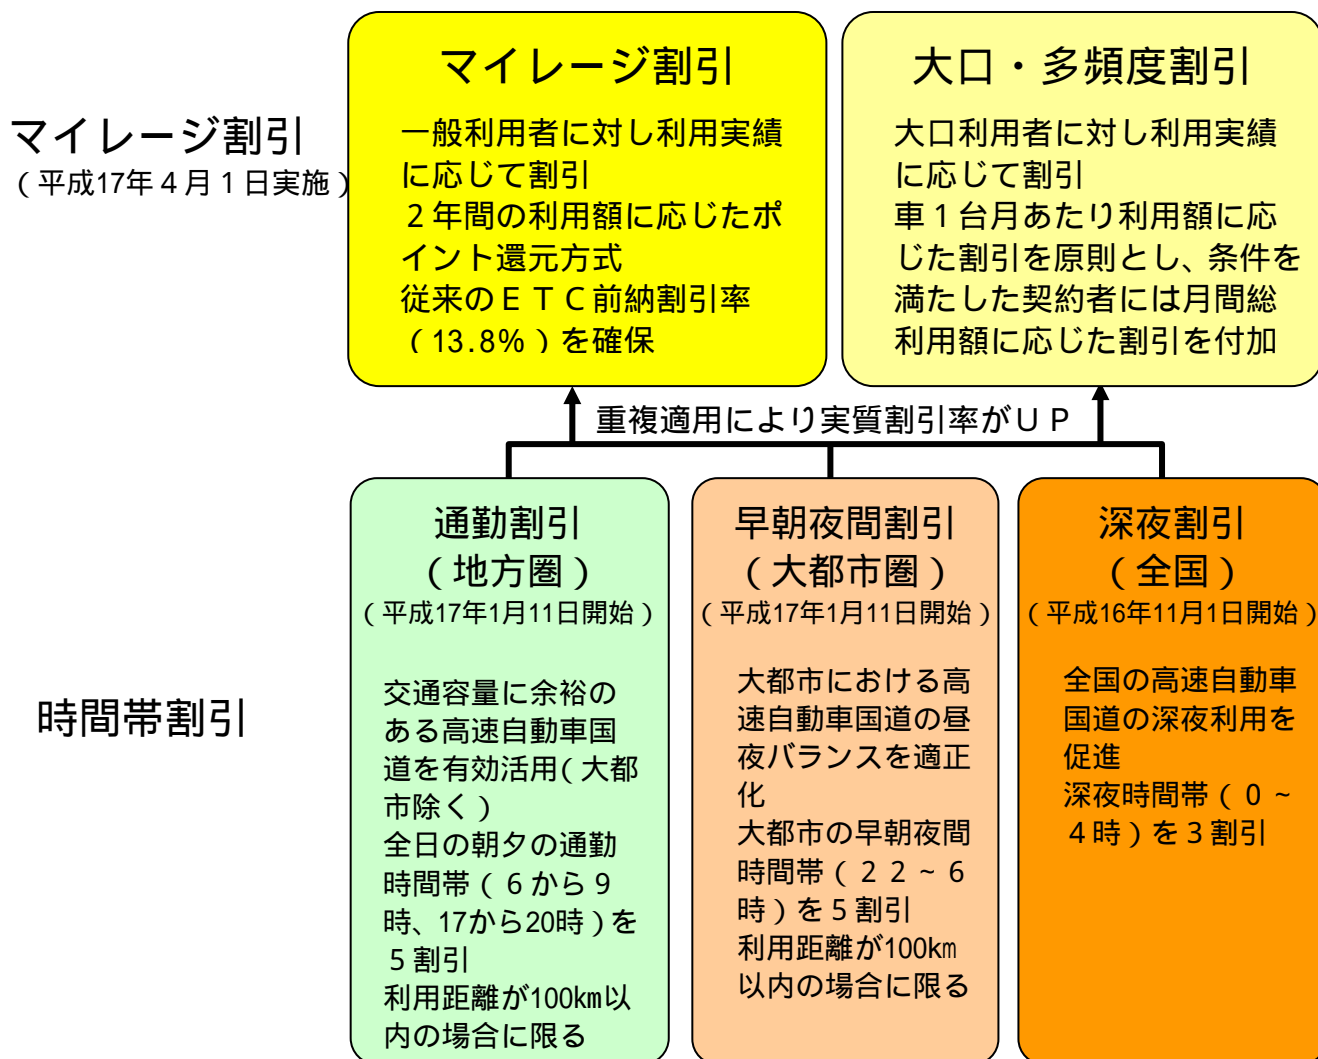 マイレージ割引
（平成17年４月１日実施）
マイレージ割引
一般利用者に対し利用実績
に応じて割引
２年間の利用額に応じたポ
イント還元方式
従来のＥＴＣ前納割引率
（13.8%）を確保
大口・多頻度割引
大口利用者に対し利用実績
に応じて割引
車１台月あたり利用額に応
じた割引を原則とし、条件を
満たした契約者には月間総
利用額に応じた割引を付加
重複適用により実質割引率がＵＰ
時間帯割引
通勤割引
（地方圏）
（平成17年1月11日開始）
交通容量に余裕の
ある高速自動車国
道を有効活用（大都
市除く）
全日の朝夕の通勤
時間帯（６から９
時、17から20時）を
５割引
利用距離が100㎞以
内の場合に限る
早朝夜間割引
（大都市圏）
（平成17年1月11日開始）
大都市における高
速自動車国道の昼
夜バランスを適正
化
大都市の早朝夜間
時間帯（２２～６
時）を５割引
利用距離が100㎞
以内の場合に限る
深夜割引
（全国）
（平成16年11月1日開始）
全国の高速自動車
国道の深夜利用を
促進
深夜時間帯（０～
４時）を３割引